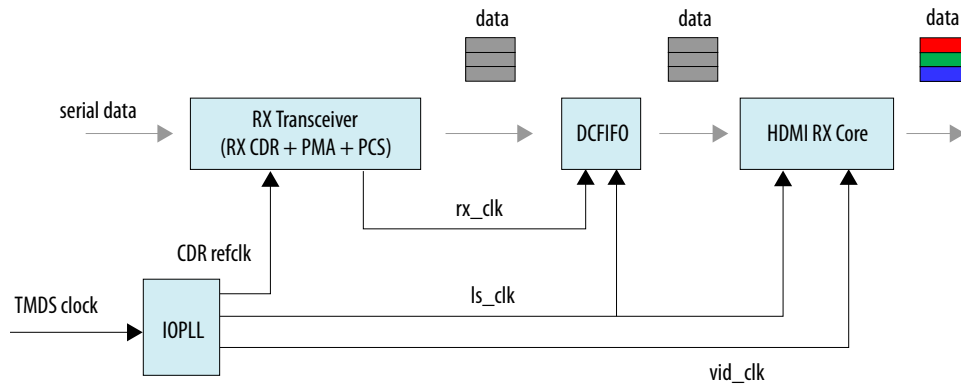 data
data
data
serial data
RX Transceiver
(RX CDR + PMA + PCS)
DCFIFO
HDMI RX Core
rx_clk
CDR refclk
TMDS clock
IOPLL
ls_clk
vid_clk